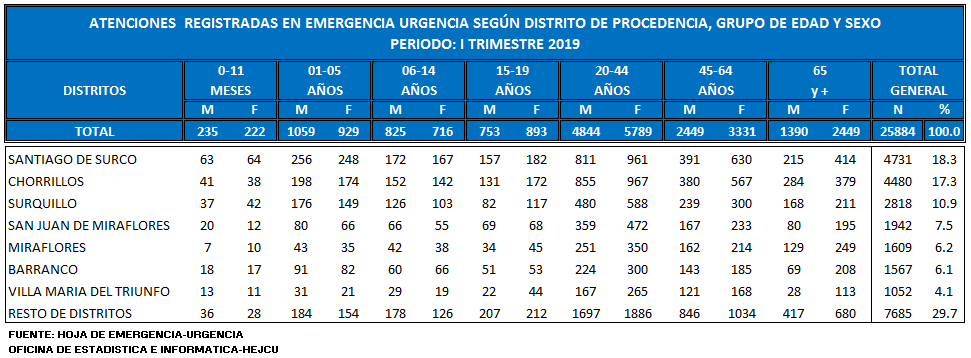 ATENCIONES REGISTRADAS EN EMERGENCIA URGENCIA SEGÚN DISTRITO DE PROCEDENCIA, GRUPO DE EDAD Y SEXO
PERIODO: I TRIMESTRE 2019
DISTRITOS 0-11 MESES 01-05 AÑOS 06-14 AÑOS 15-19 AÑOS 20-44 AÑOS 45-64 AÑOS 65 y + TOTAL GENERAL
M F M F M F M F M F M F M F N %
TOTAL 235 222 1059 929 825 716 753 893 4844 5789 2449 3331 1390 2449 25884 100.0
SANTIAGO DE SURCO 63 64 256 248 172 167 157 182 811 961 391 630 215 414 4731 18.3
CHORRILLOS 41 38 198 174 152 142 131 172 855 967 380 567 284 379 4480 17.3
SURQUILLO 37 42 176 149 126 103 82 117 480 588 239 300 168 211 2818 10.9
SAN JUAN DE MIRAFLORES 20 12 80 66 66 55 69 68 359 472 167 233 80 195 1942 7.5
MIRAFLORES 7 10 43 35 42 38 34 45 251 350 162 214 129 249 1609 6.2
BARRANCO 18 17 91 82 60 66 51 53 224 300 143 185 69 208 1567 6.1
VILLA MARIA DEL TRIUNFO 13 11 31 21 29 19 22 44 167 265 121 168 28 113 1052 4.1
RESTO DE DISTRITOS 36 28 184 154 178 126 207 212 1697 1886 846 1034 417 680 7685 29.7
FUENTE: HOJA DE EMERGENCIA-URGENCIA
OFICINA DE ESTADISTICA E INFORMATICA-HEJCU